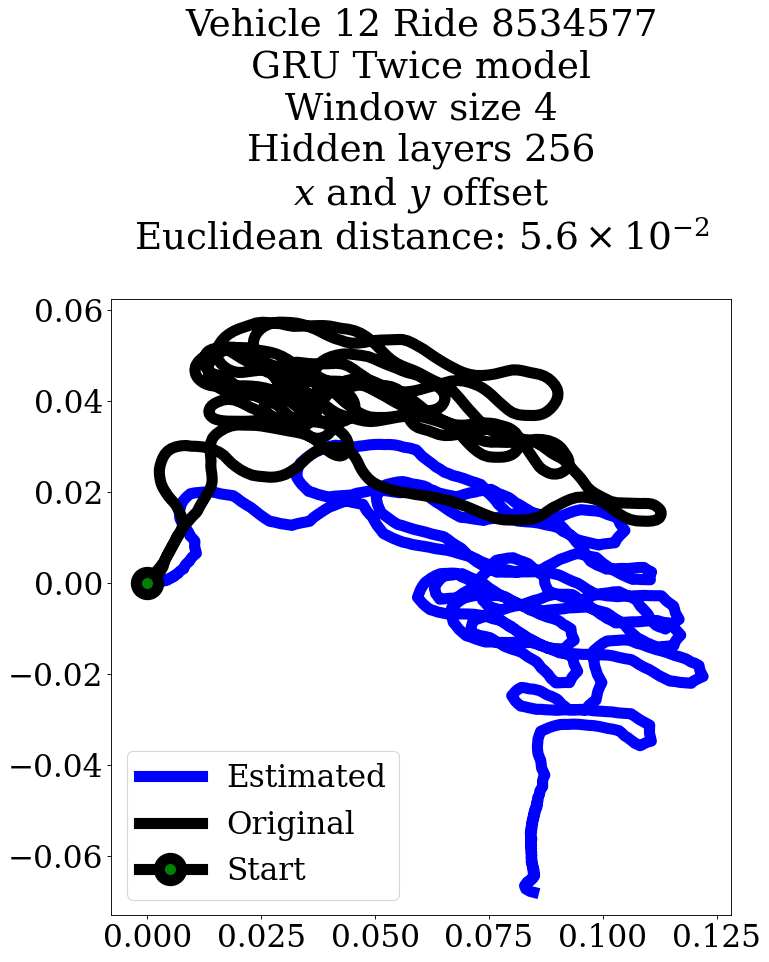 Vehicle 12 Ride 8534577
GRU Twice model
Window size 4
Hidden layers 256
x and y offset
Euclidean distance: 5.6 × 10⁻²
0.06
0.04
0.02
0.00
−0.02
−0.04
−0.06
Estimated
Original
Start
0.000 0.025 0.050 0.075 0.100 0.125